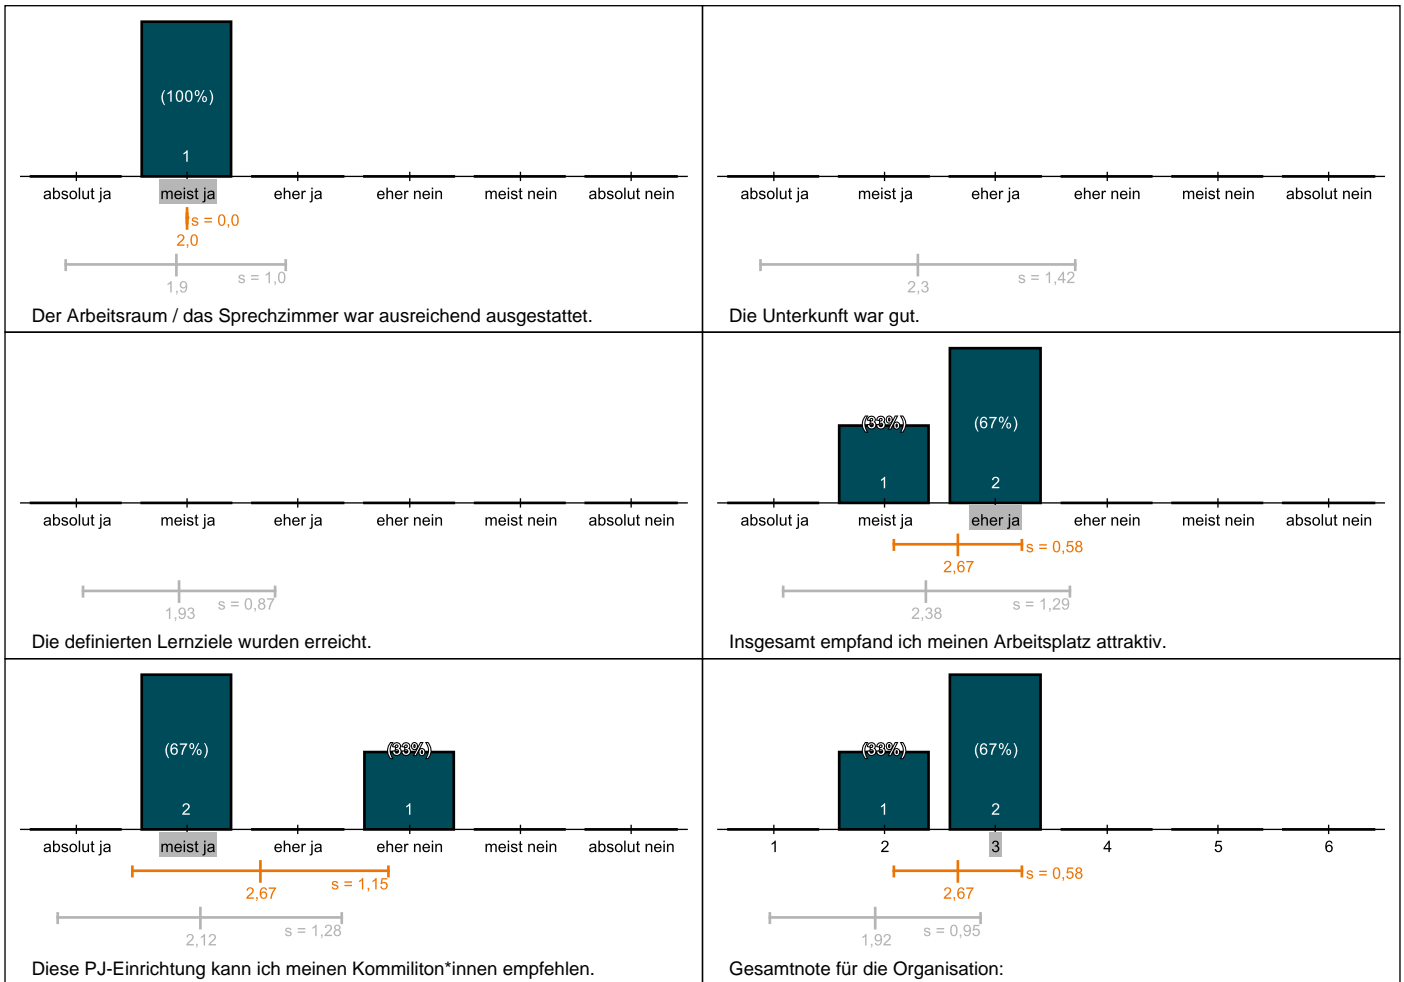 (100%)
1
absolut ja meist ja eher ja eher nein meist nein absolut nein
s = 0,0
2,0
s = 1,0
1,9
Der Arbeitsraum / das Sprechzimmer war ausreichend ausgestattet.
absolut ja meist ja eher ja eher nein meist nein absolut nein
s = 1,42
2,3
Die Unterkunft war gut.
absolut ja meist ja eher ja eher nein meist nein absolut nein
s = 0,87
1,93
Die definierten Lernziele wurden erreicht.
(33%) (67%)
1 2
absolut ja meist ja eher ja eher nein meist nein absolut nein
s = 0,58
2,67
s = 1,29
2,38
Insgesamt empfand ich meinen Arbeitsplatz attraktiv.
(67%) (33%)
2 1
absolut ja meist ja eher ja eher nein meist nein absolut nein
s = 1,15
2,67
s = 1,28
2,12
Diese PJ-Einrichtung kann ich meinen Kommiliton*innen empfehlen.
(33%) (67%)
1 2
1 2 3 4 5 6
s = 0,58
2,67
s = 0,95
1,92
Gesamtnote für die Organisation: